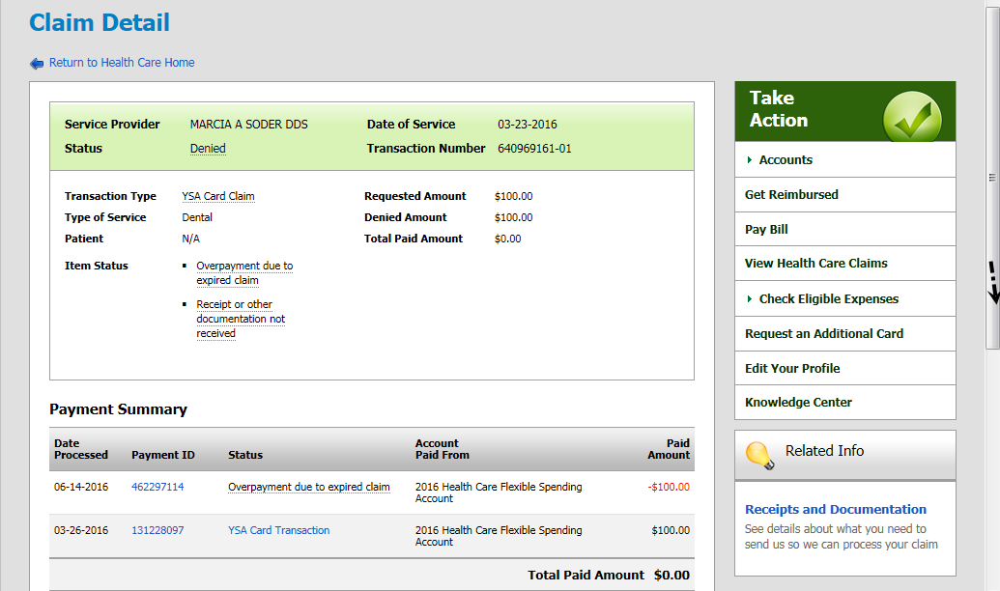 Claim Detail
Return to Health Care Home
Service Provider MARCIA A SODER DDS Date of Service 03-23-2016
Status Denied Transaction Number 640969161-01
Transaction Type YSA Card Claim Requested Amount $100.00
Type of Service Dental Denied Amount $100.00
Patient N/A Total Paid Amount $0.00
Item Status Overpayment due to
expired claim
Receipt or other
documentation not
received
Payment Summary
Date
Processed Payment ID Status Account
Paid From Paid
Amount
06-14-2016 462297114 Overpayment due to expired claim 2016 Health Care Flexible Spending
Account -$100.00
03-26-2016 131228097 YSA Card Transaction 2016 Health Care Flexible Spending
Account $100.00
Total Paid Amount $0.00
Take
Action
Accounts
Get Reimbursed
Pay Bill
View Health Care Claims
Check Eligible Expenses
Request an Additional Card
Edit Your Profile
Knowledge Center
Related Info
Receipts and Documentation
See details about what you need to
send us so we can process your claim